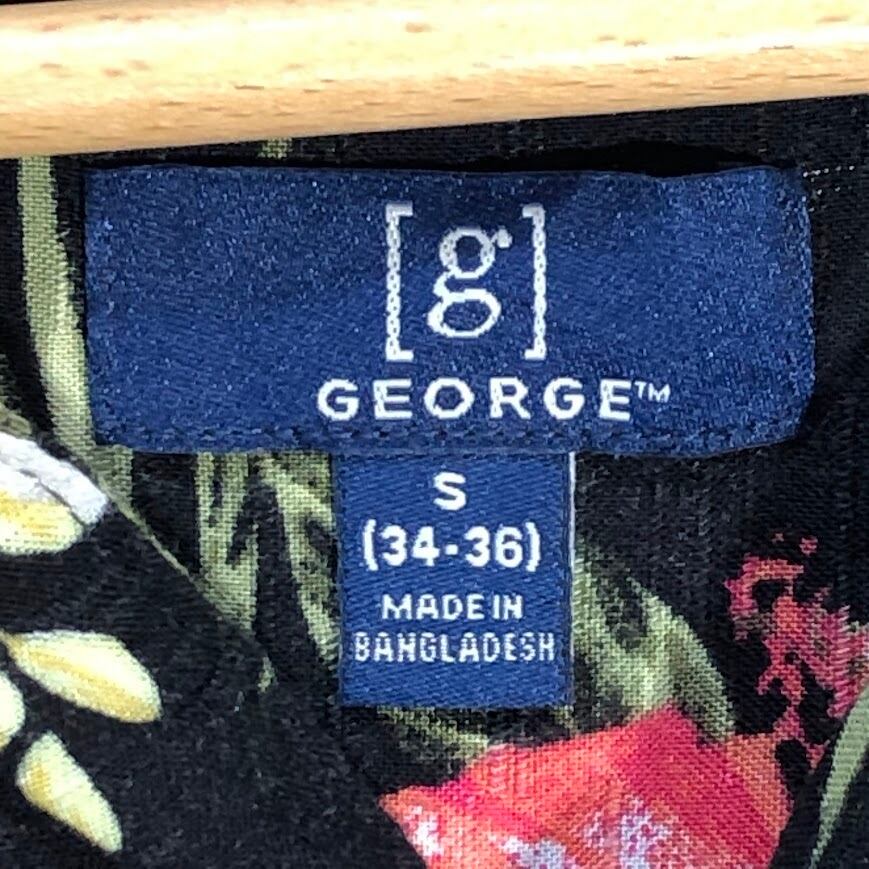 [g]
GEORGE™
S
(34-36)
MADE IN
BANGLADESH